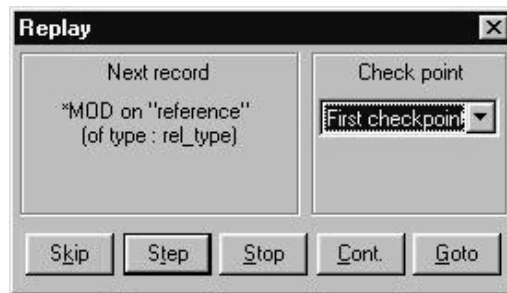 Replay
Next record
*MOD on "reference"
(of type : rel_type)
Check point
First checkpoint
Skip
Step
Stop
Cont.
Goto